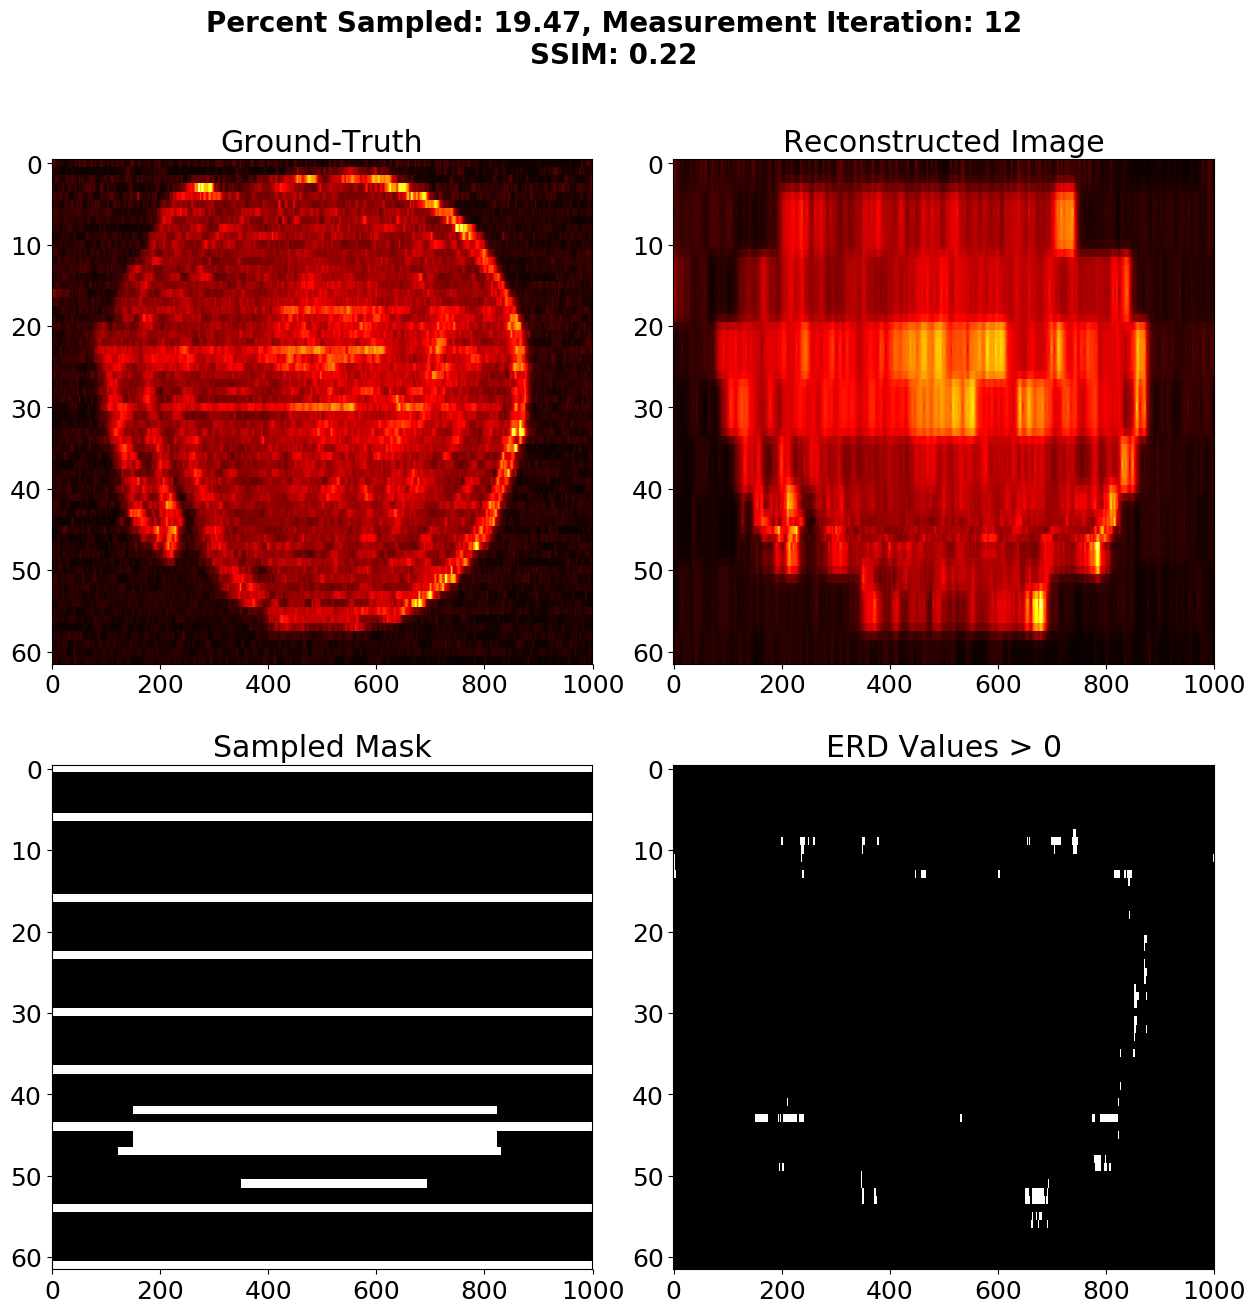 Percent Sampled: 19.47, Measurement Iteration: 12
SSIM: 0.22
Ground-Truth
Reconstructed Image
0
10
20
30
40
50
60
0 200 400 600 800 1000
0
10
20
30
40
50
60
0 200 400 600 800 1000
Sampled Mask
ERD Values > 0
0
10
20
30
40
50
60
0 200 400 600 800 1000
0
10
20
30
40
50
60
0 200 400 600 800 1000